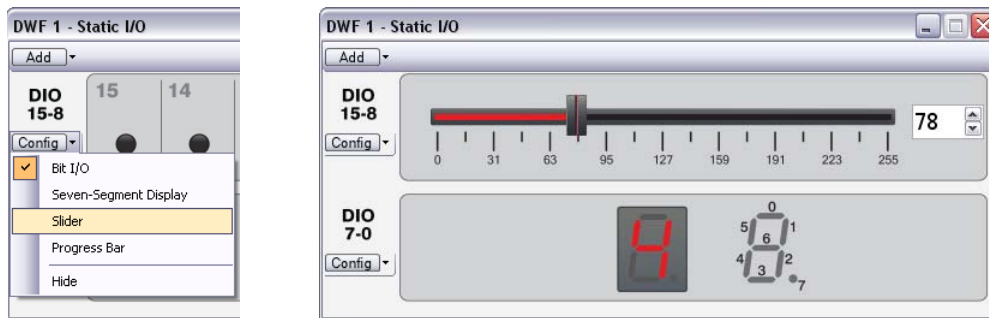 DWF 1 - Static I/O
Add
DIO
15-8
15 14
Config
Bit I/O
Seven-Segment Display
Slider
Progress Bar
Hide
DWF 1 - Static I/O
Add
DIO
15-8
Config
78
0 31 63 95 127 159 191 223 255
DIO
7-0
Config
4
0
5 1
6
4 2
3
7